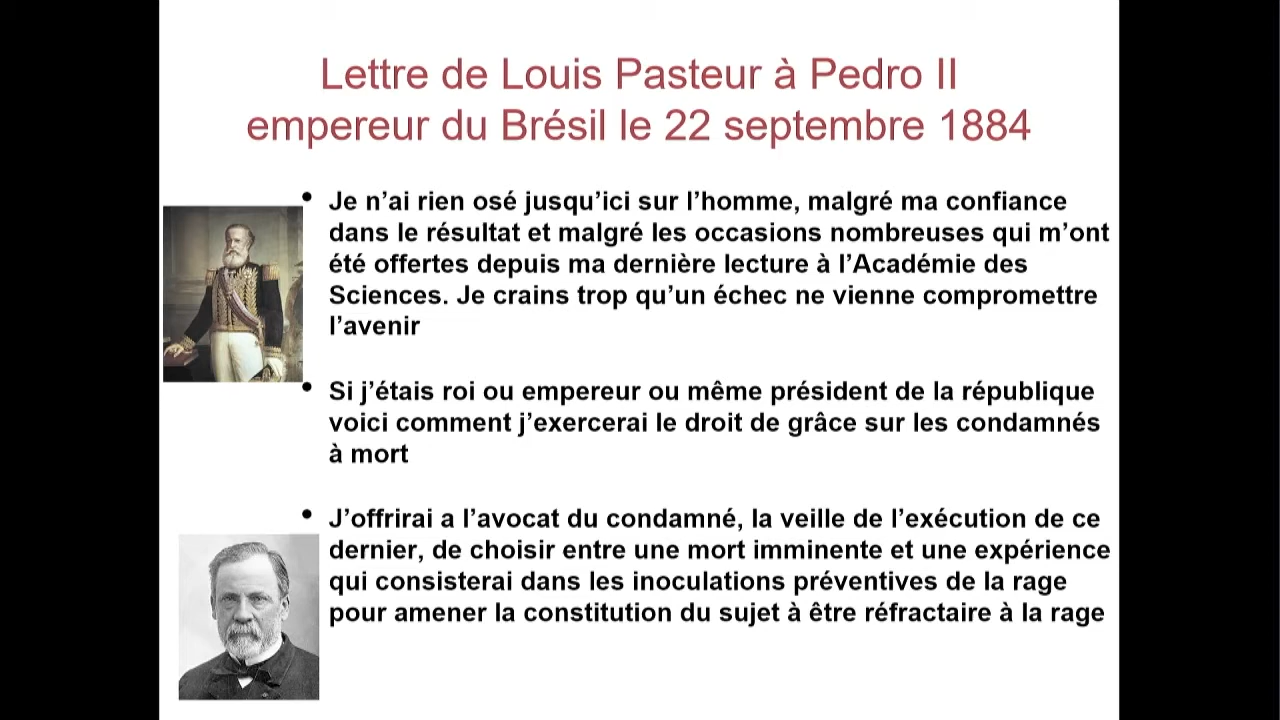 Lettre de Louis Pasteur à Pedro II
empereur du Brésil le 22 septembre 1884
• Je n’ai rien osé jusqu’ici sur l’homme, malgré ma confiance
dans le résultat et malgré les occasions nombreuses qui m’ont
été offertes depuis ma dernière lecture à l’Académie des
Sciences. Je crains trop qu’un échec ne vienne compromettre
l’avenir
• Si j’étais roi ou empereur ou même président de la république
voici comment j’exercerai le droit de grâce sur les condamnés
à mort
• J’offrirai a l’avocat du condamné, la veille de l’exécution de ce
dernier, de choisir entre une mort imminente et une expérience
qui consisterai dans les inoculations préventives de la rage
pour amener la constitution du sujet à être réfractaire à la rage